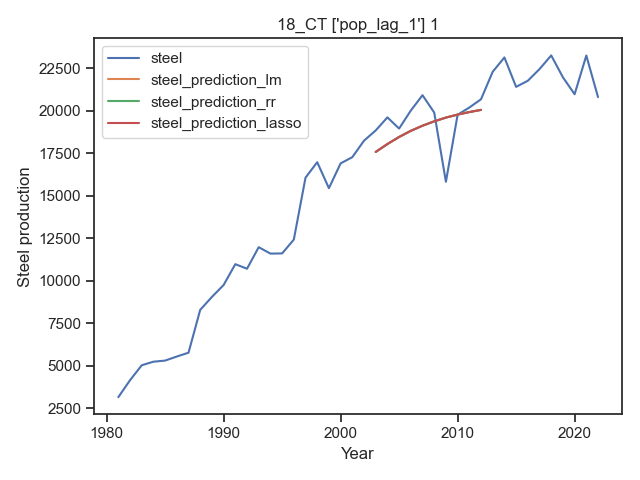 18_CT ['pop_lag_1'] 1
steel
steel_prediction_lm
steel_prediction_rr
steel_prediction_lasso
22500
20000
17500
15000
12500
10000
7500
5000
2500
Steel production
1980 1990 2000 2010 2020
Year